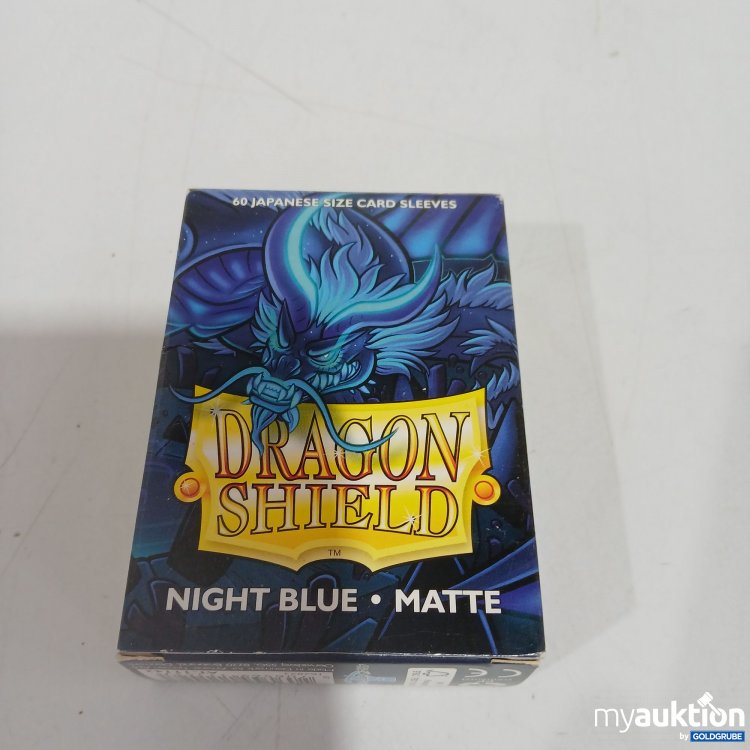 60 JAPANESE SIZE CARD SLEEVES
DRAGON
SHIELD
TM
NIGHT BLUE • MATTE
myauktion
by GOLDGRUBE